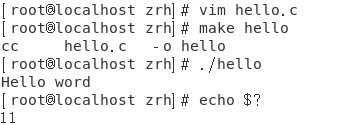 [root@localhost zrh]# vim hello.c
[root@localhost zrh]# make hello
cc     hello.c   -o hello
[root@localhost zrh]# ./hello
Hello word
[root@localhost zrh]# echo $?
11